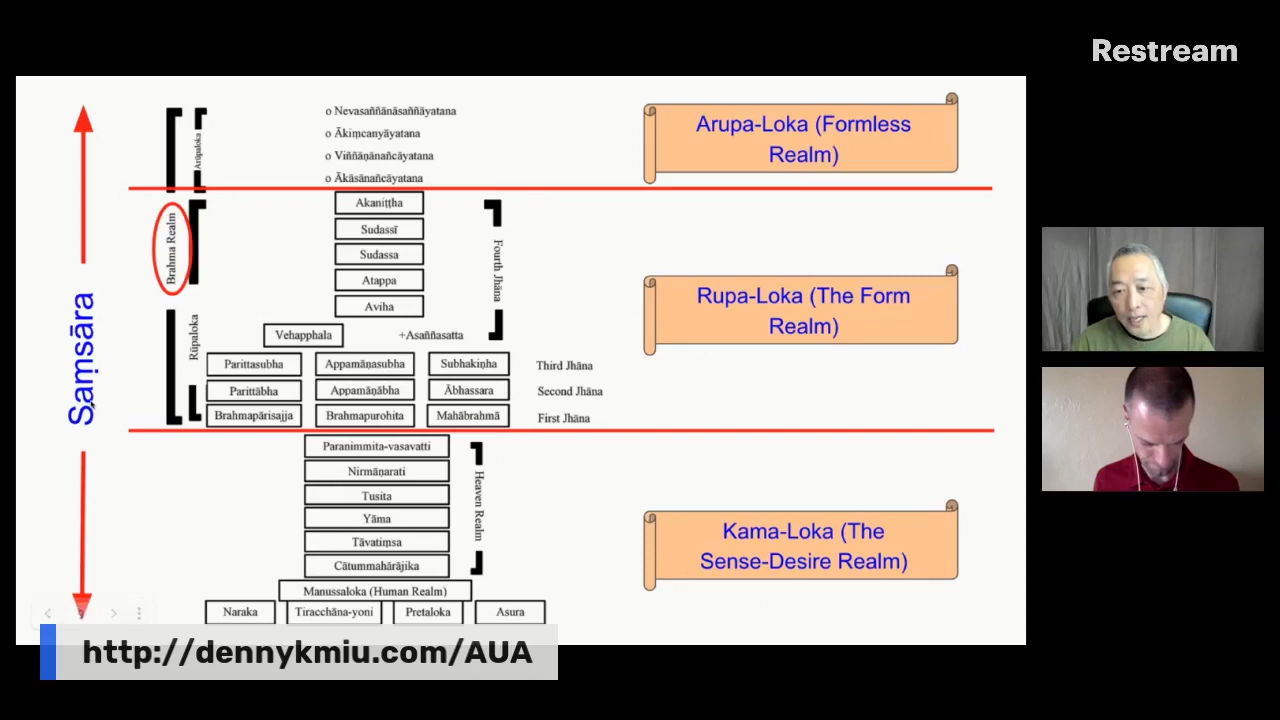 Restream
o Nevasaññānāsaññāyatana
o Ākiṃcanyāyatana
o Viññāṇānañcāyatana
o Ākāsānañcāyatana
Arūpaloka
Arupa-Loka (Formless
Realm)
Akaniṭṭha
Sudassī
Sudassa
Atappa
Aviha
Vehapphala +Asaññasatta
Fourth Jhāna
Brahma Realm
Rūpaloka
Rupa-Loka (The Form
Realm)
Parittasubha Appamāṇasubha Subhakiṇha Third Jhāna
Parittābha Appamāṇābha Ābhassara Second Jhāna
Brahmapārisajja Brahmapurohita Mahābrahmā First Jhāna
Saṃsāra
Paranimmita-vasavatti
Nirmāṇarati
Tusita
Yāma
Tāvatiṃsa
Cātummahārājika
Heaven Realm
Kama-Loka (The
Sense-Desire Realm)
Manussaloka (Human Realm)
Naraka Tiracchāna-yoni Pretaloka Asura
http://dennykmiu.com/AUA